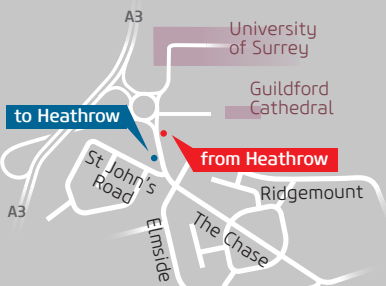 A3
University
of Surrey
Guildford
Cathedral
to Heathrow
from Heathrow
St John's
Road
Ridgemount
A3
Elmside
The Chase